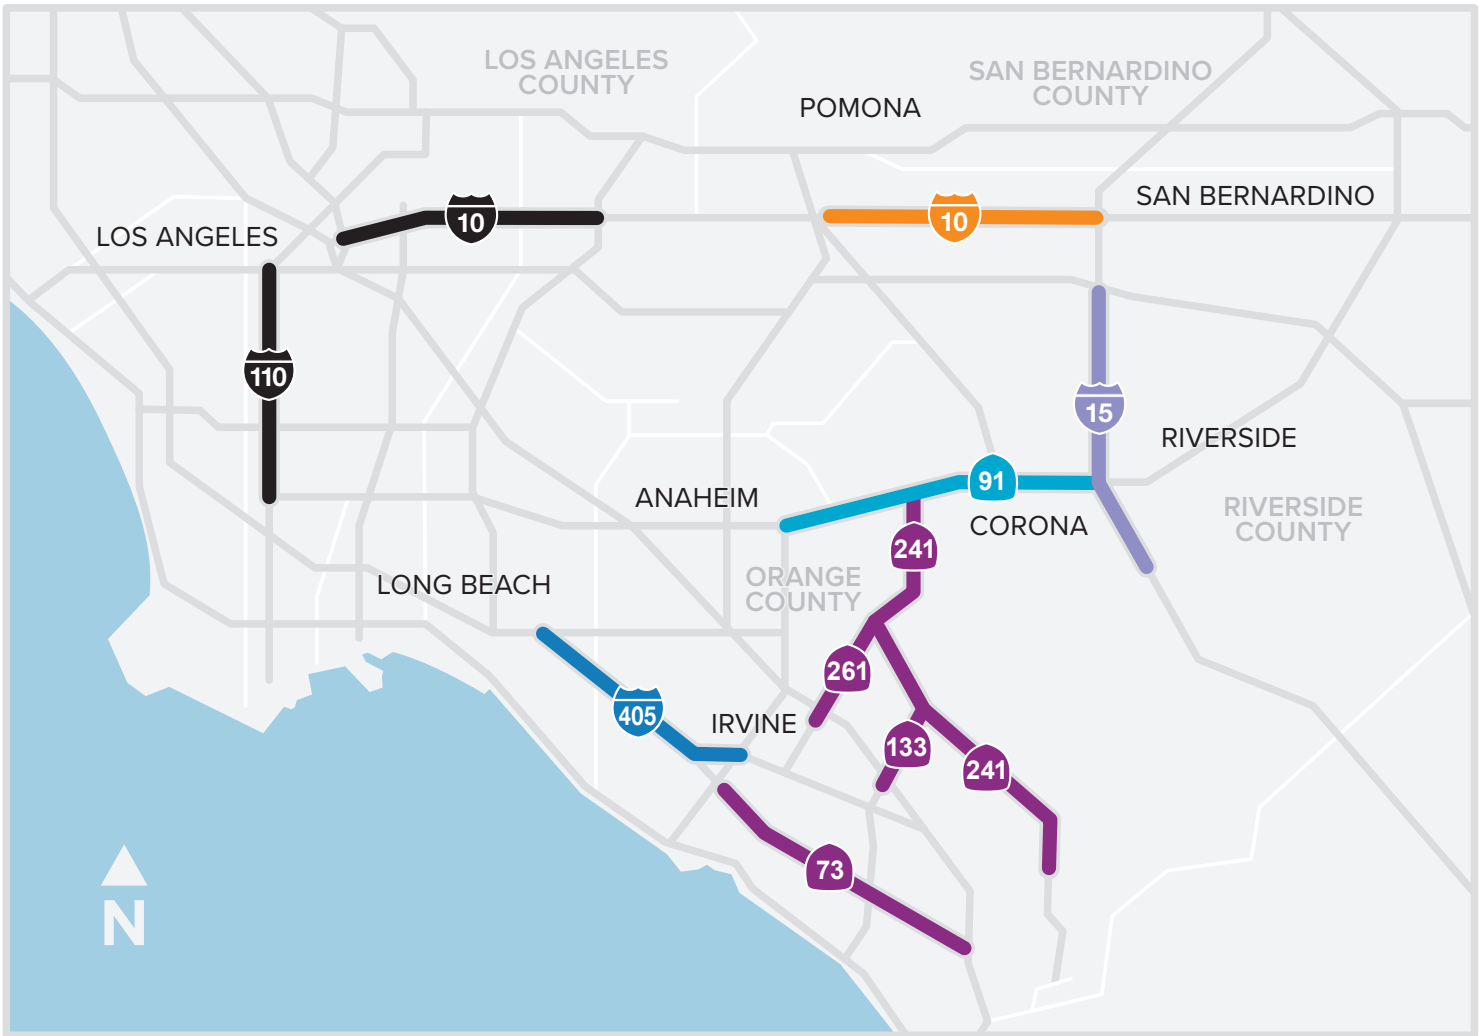 LOS ANGELES
COUNTY
SAN BERNARDINO
COUNTY
POMONA
SAN BERNARDINO
10
10
LOS ANGELES
110
15
RIVERSIDE
91
ANAHEIM
CORONA
RIVERSIDE
COUNTY
241
ORANGE
COUNTY
LONG BEACH
261
405
IRVINE
133
241
73
N